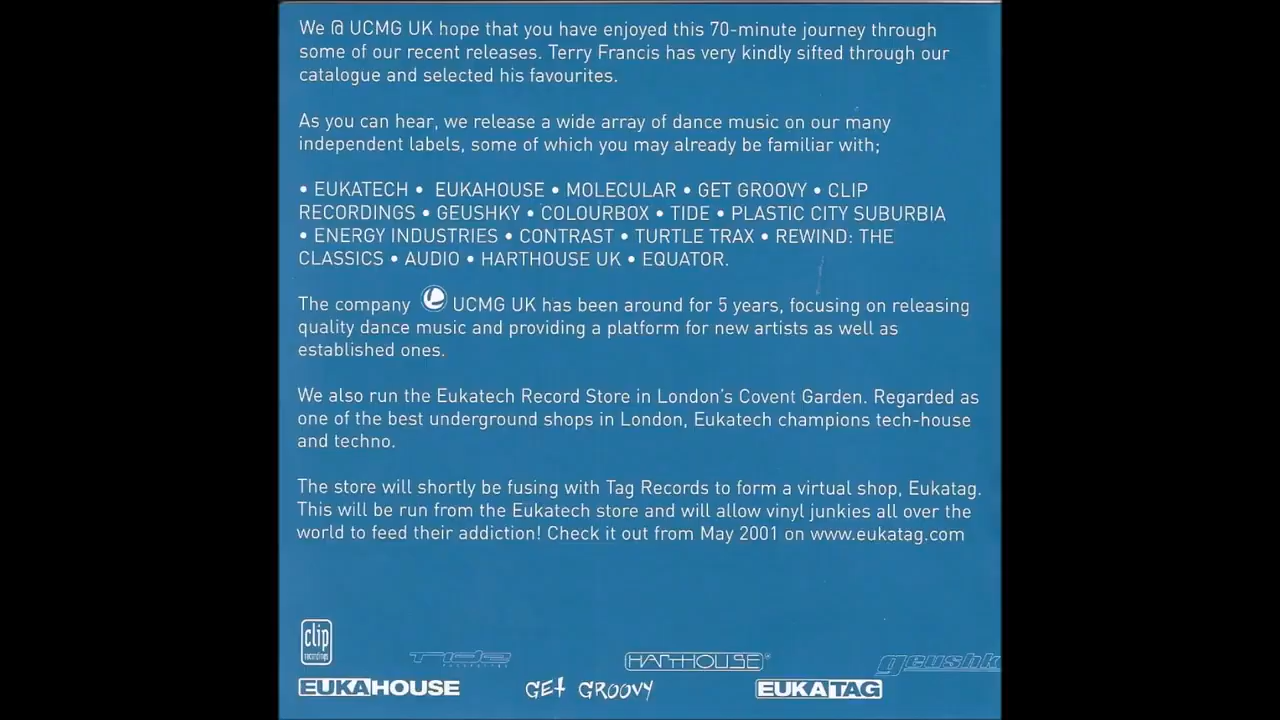 We @ UCMG UK hope that you have enjoyed this 70-minute journey through
some of our recent releases. Terry Francis has very kindly sifted through our
catalogue and selected his favourites.
As you can hear, we release a wide array of dance music on our many
independent labels, some of which you may already be familiar with;
• EUKATECH • EUKAHOUSE • MOLECULAR • GET GROOVY • CLIP
RECORDINGS • GEUSHKY • COLOURBOX • TIDE • PLASTIC CITY SUBURBIA
• ENERGY INDUSTRIES • CONTRAST • TURTLE TRAX • REWIND: THE
CLASSICS • AUDIO • HARTHOUSE UK • EQUATOR.
The company UCMG UK has been around for 5 years, focusing on releasing
quality dance music and providing a platform for new artists as well as
established ones.
We also run the Eukatech Record Store in London's Covent Garden. Regarded as
one of the best underground shops in London, Eukatech champions tech-house
and techno.
The store will shortly be fusing with Tag Records to form a virtual shop, Eukatag.
This will be run from the Eukatech store and will allow vinyl junkies all over the
world to feed their addiction! Check it out from May 2001 on www.eukatag.com
clip
recordings
TIDE
HARTHOUSE®
geushk
EUKAHOUSE
GET GROOVY
EUKATAG